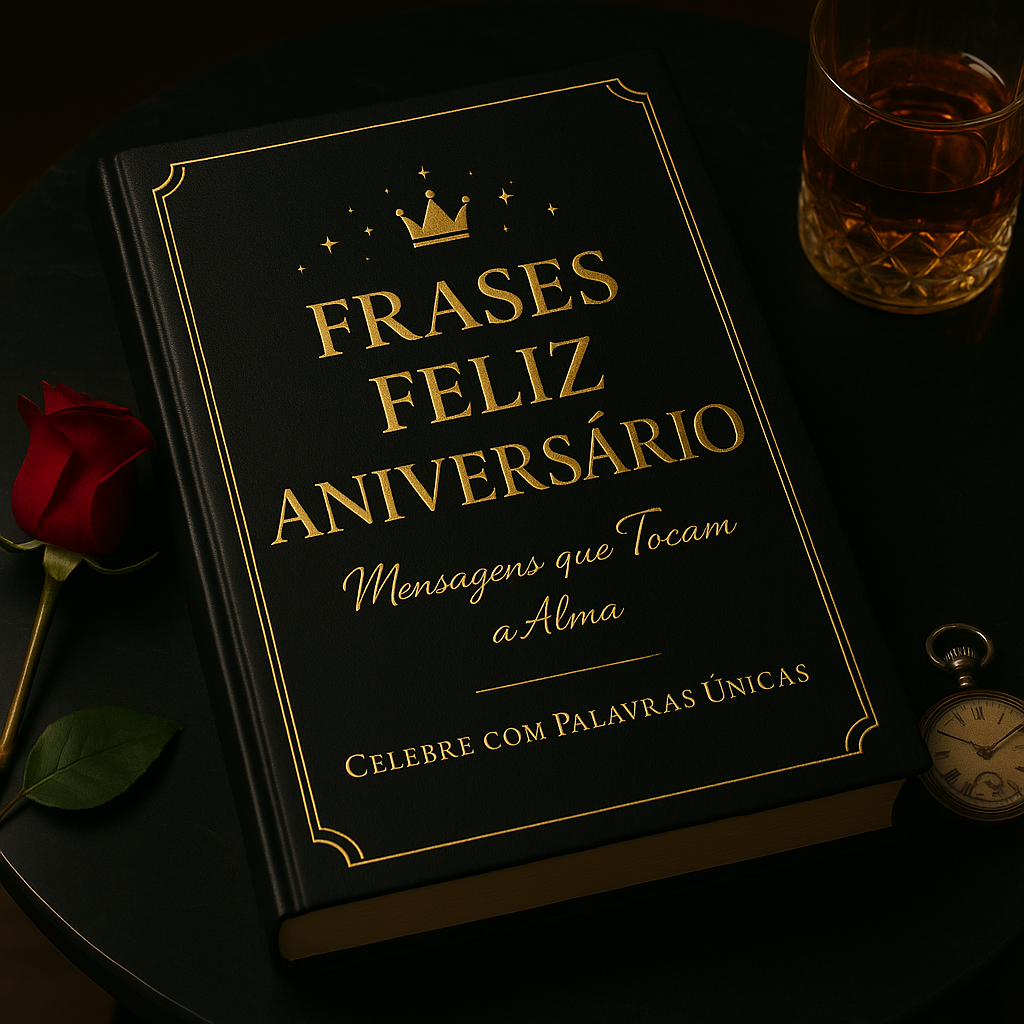 FRASES
FELIZ
ANIVERSÁRIO
Mensagens que Tocam
a Alma
CELEBRE COM PALAVRAS ÚNICAS